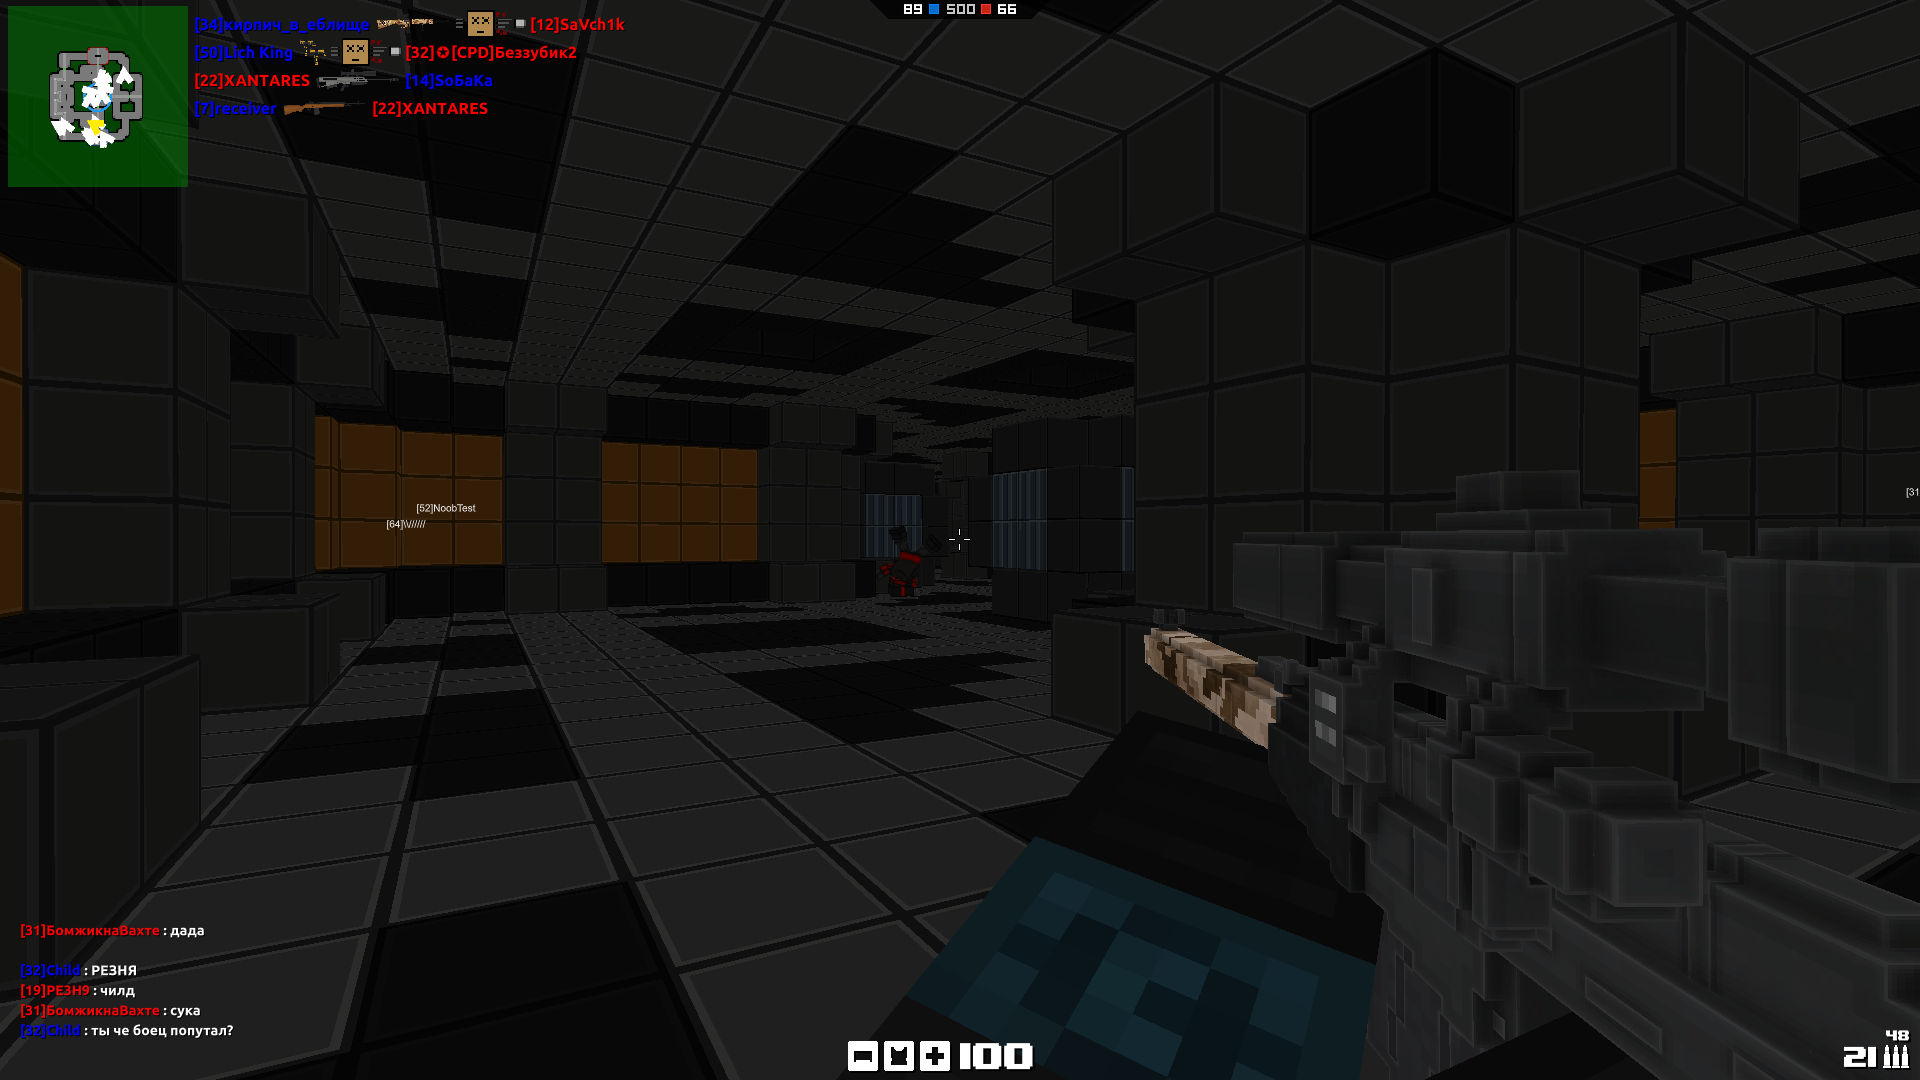 89 500 66
[34]кирпич_в_еблище [12]SaVch1k
[50]Lich King [32]✪[CPD]Беззубик2
[22]XANTARES [14]SoБaKa
[7]receiver [22]XANTARES
[31
[52]NoobTest
[64]\\//////
[31]БомжикнаВахте : дада
[32]Child : РЕЗНЯ
[19]РЕЗН9 : чилд
[31]БомжикнаВахте : сука
[32]Child : ты че боец попутал?
100
48
21